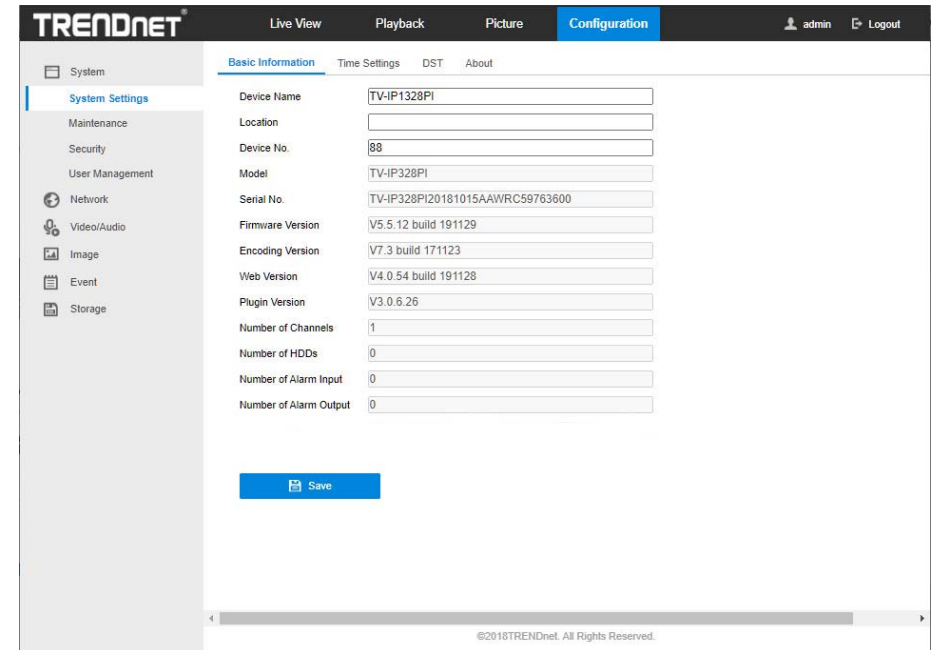 TRENDnet® Live View Playback Picture Configuration admin Logout
Basic Information Time Settings DST About
System
System Settings
Maintenance
Security
User Management
Network
Video/Audio
Image
Event
Storage
Device Name TV-IP1328PI
Location
Device No. 88
Model TV-IP328PI
Serial No. TV-IP328PI20181015AAWRC59763600
Firmware Version V5.5.12 build 191129
Encoding Version V7.3 build 171123
Web Version V4.0.54 build 191128
Plugin Version V3.0.6.26
Number of Channels 1
Number of HDDs 0
Number of Alarm Input 0
Number of Alarm Output 0
Save
©2018TRENDnet. All Rights Reserved.